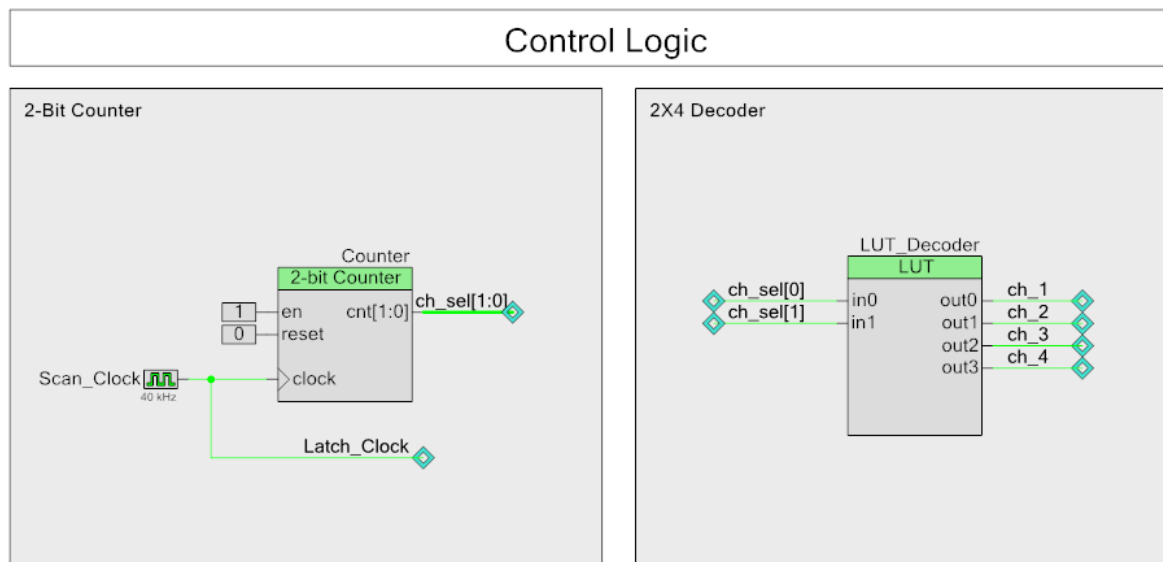 Control Logic
2-Bit Counter
Counter
2-bit Counter
1
en
cnt[1:0]
ch_sel[1:0]
0
reset
Scan_Clock
40 kHz
clock
Latch_Clock
2X4 Decoder
LUT_Decoder
LUT
ch_sel[0]
in0
out0
ch_1
ch_sel[1]
in1
out1
ch_2
out2
ch_3
out3
ch_4